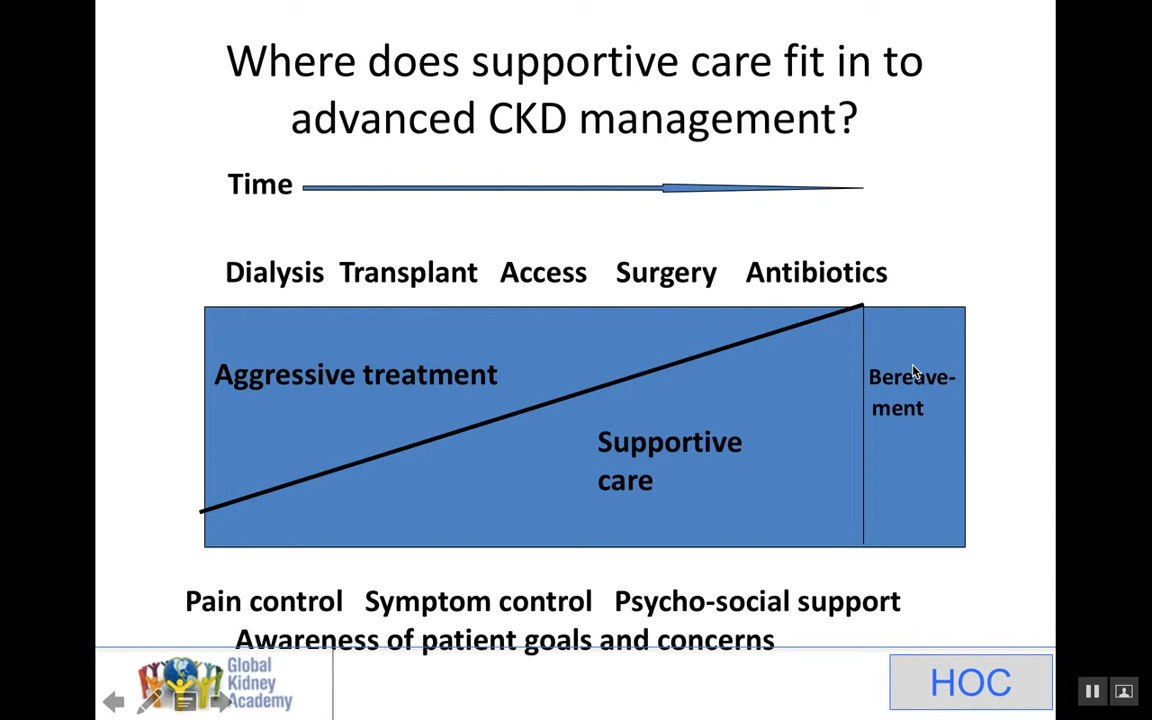 Where does supportive care fit in to
advanced CKD management?
Time
Dialysis Transplant Access Surgery Antibiotics
Aggressive treatment
Bereave-
ment
Supportive
care
Pain control Symptom control Psycho-social support
Awareness of patient goals and concerns
Global
Kidney
Academy
HOC